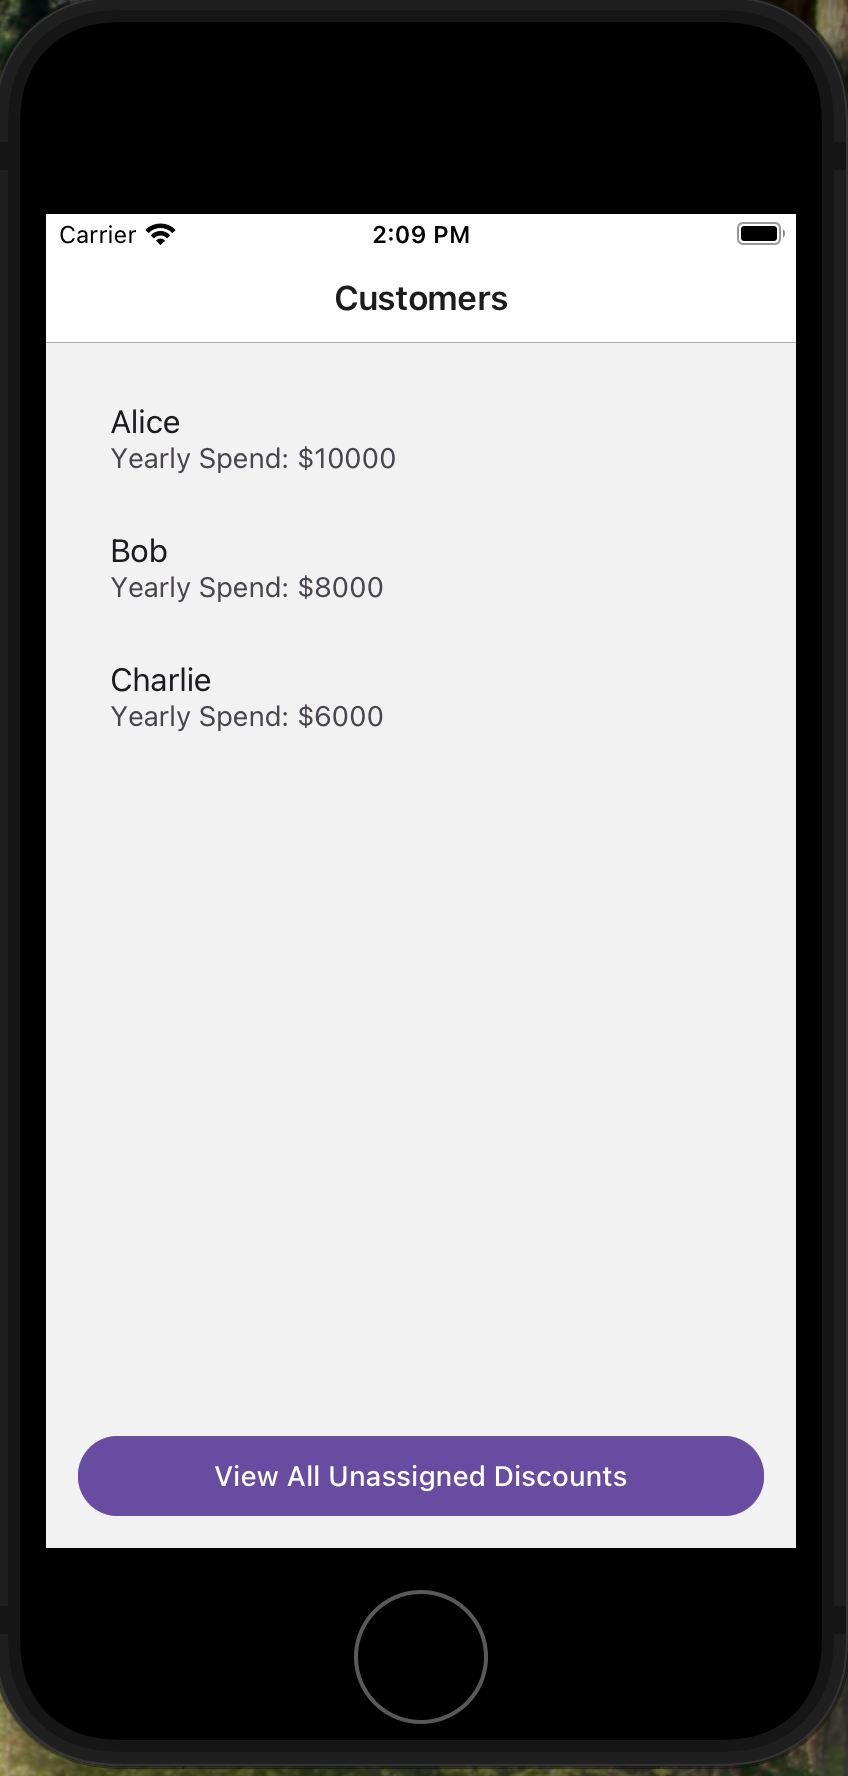 Carrier 2:09 PM
Customers
Alice
Yearly Spend: $10000
Bob
Yearly Spend: $8000
Charlie
Yearly Spend: $6000
View All Unassigned Discounts